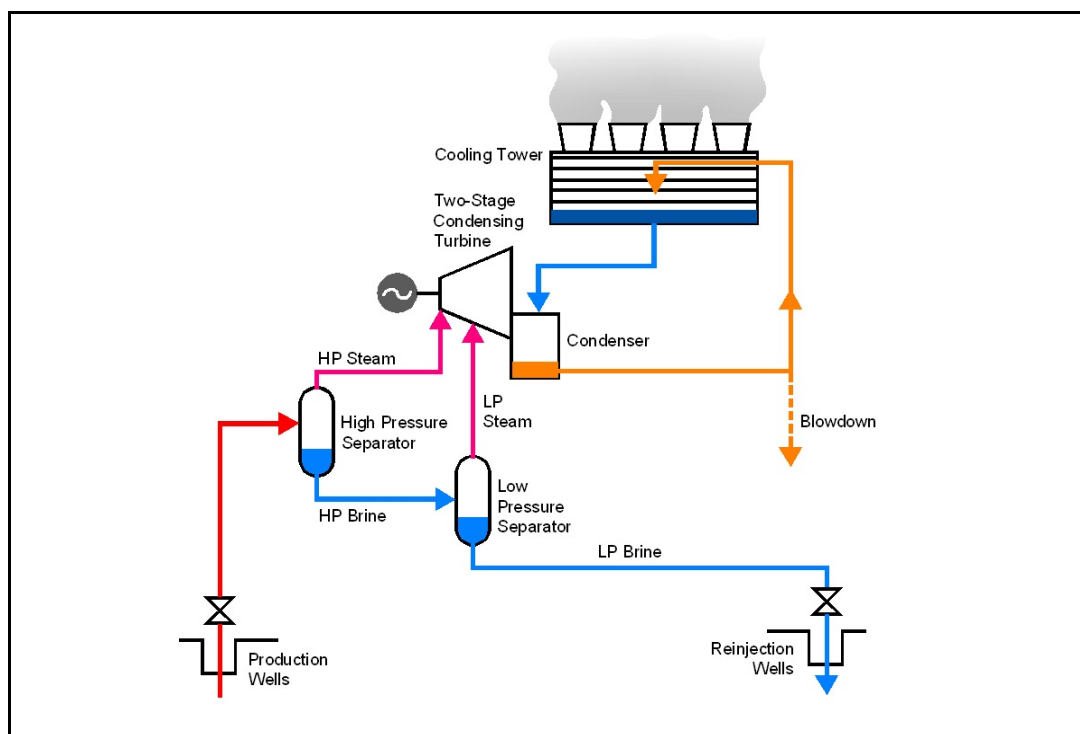 Cooling Tower
Two-Stage
Condensing
Turbine
Condenser
HP Steam
LP
Steam
High Pressure
Separator
Blowdown
HP Brine
Low
Pressure
Separator
LP Brine
Production
Wells
Reinjection
Wells